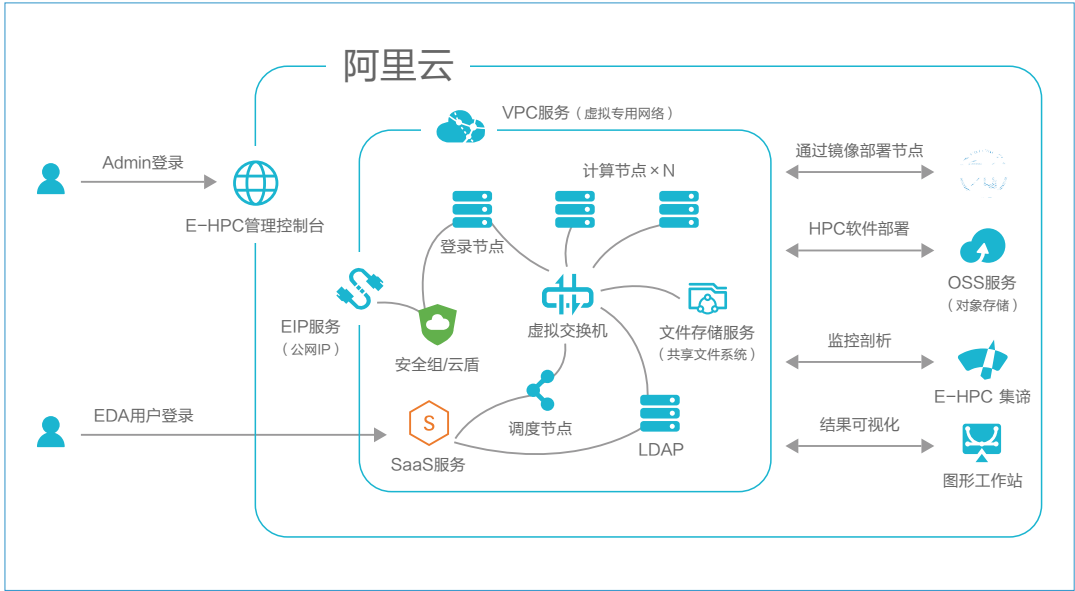 阿里云
VPC服务（虚拟专用网络）
Admin登录
计算节点×N
通过镜像部署节点
E-HPC管理控制台
登录节点
HPC软件部署
OSS服务
（对象存储）
EIP服务
（公网IP）
虚拟交换机
文件存储服务
（共享文件系统）
安全组/云盾
监控剖析
E-HPC 集谛
EDA用户登录
S
SaaS服务
调度节点
LDAP
结果可视化
图形工作站